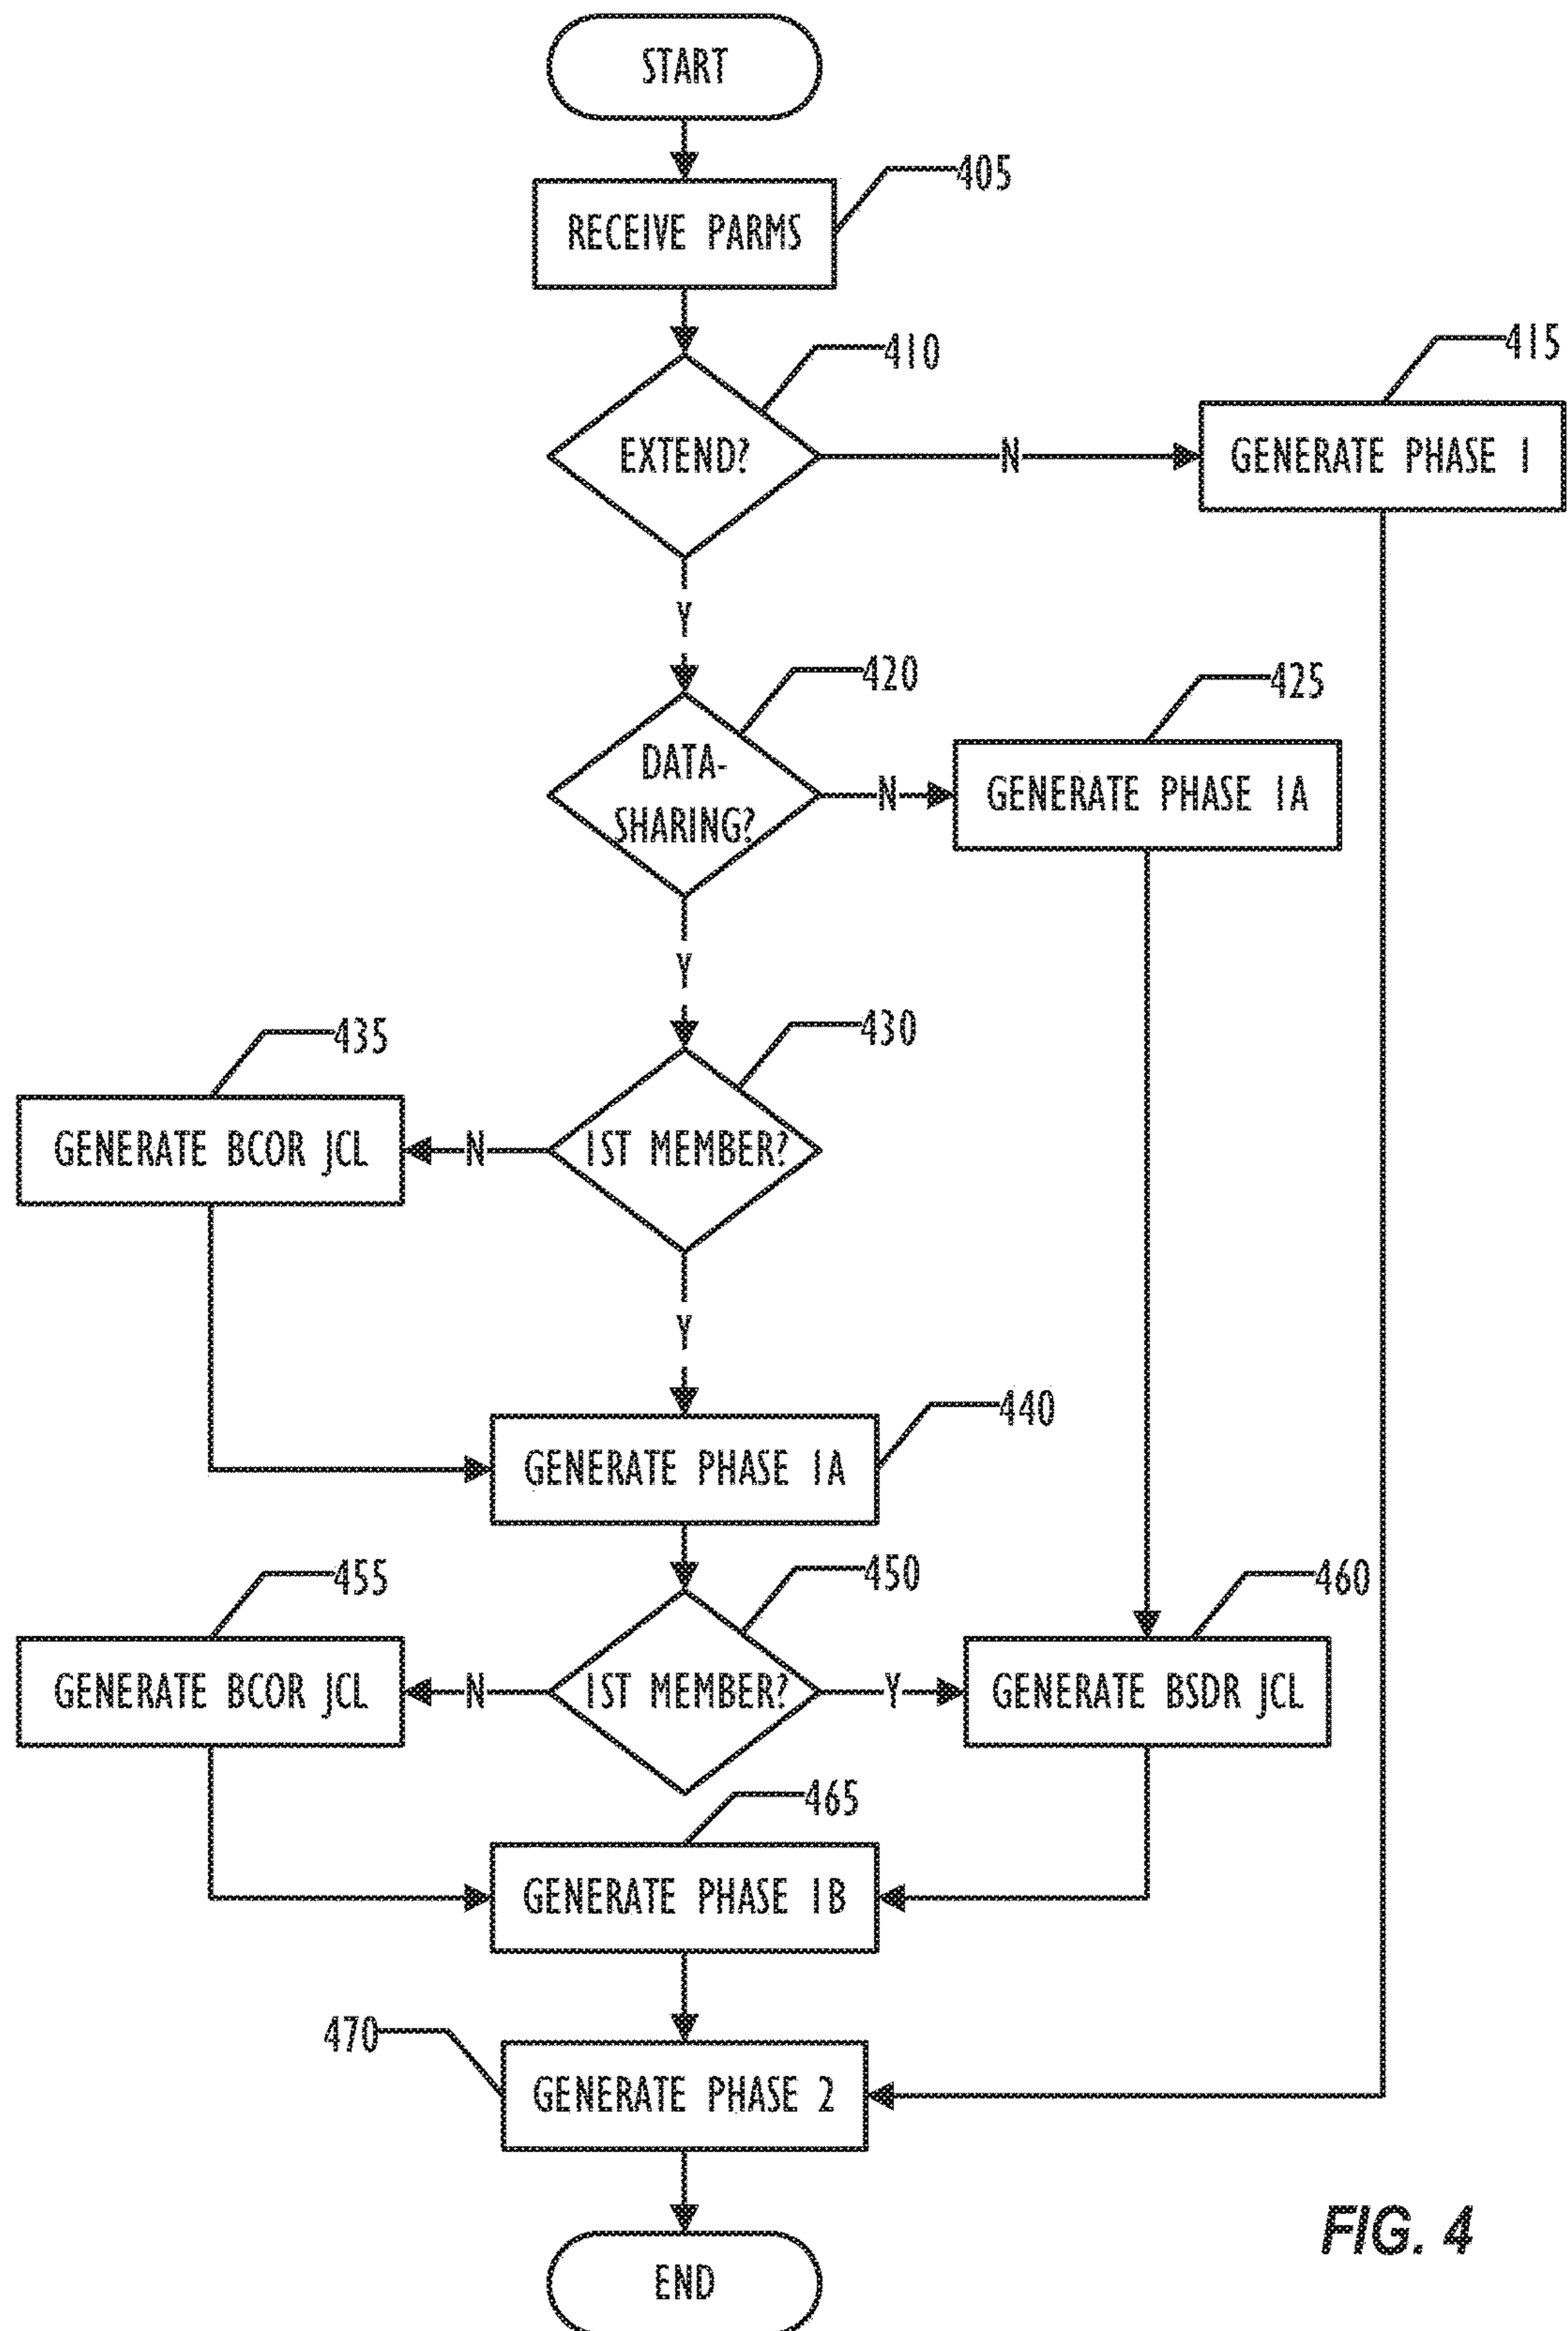 START
405
RECEIVE PARMS
410
415
EXTEND?
N
GENERATE PHASE 1
Y
420
425
DATA-
SHARING?
N
GENERATE PHASE 1A
Y
430
435
GENERATE BCOR JCL
N
1ST MEMBER?
Y
440
GENERATE PHASE 1A
450
455
460
GENERATE BCOR JCL
N
1ST MEMBER?
Y
GENERATE BSDR JCL
465
GENERATE PHASE 1B
470
GENERATE PHASE 2
END
FIG. 4